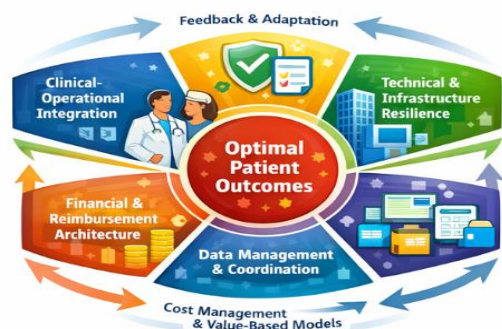 Feedback & Adaptation
Clinical-
Operational
Integration
Technical &
Infrastructure
Resilience
Optimal
Patient
Outcomes
Financial &
Reimbursement
Architecture
Data Management
& Coordination
Cost Management
& Value-Based Models